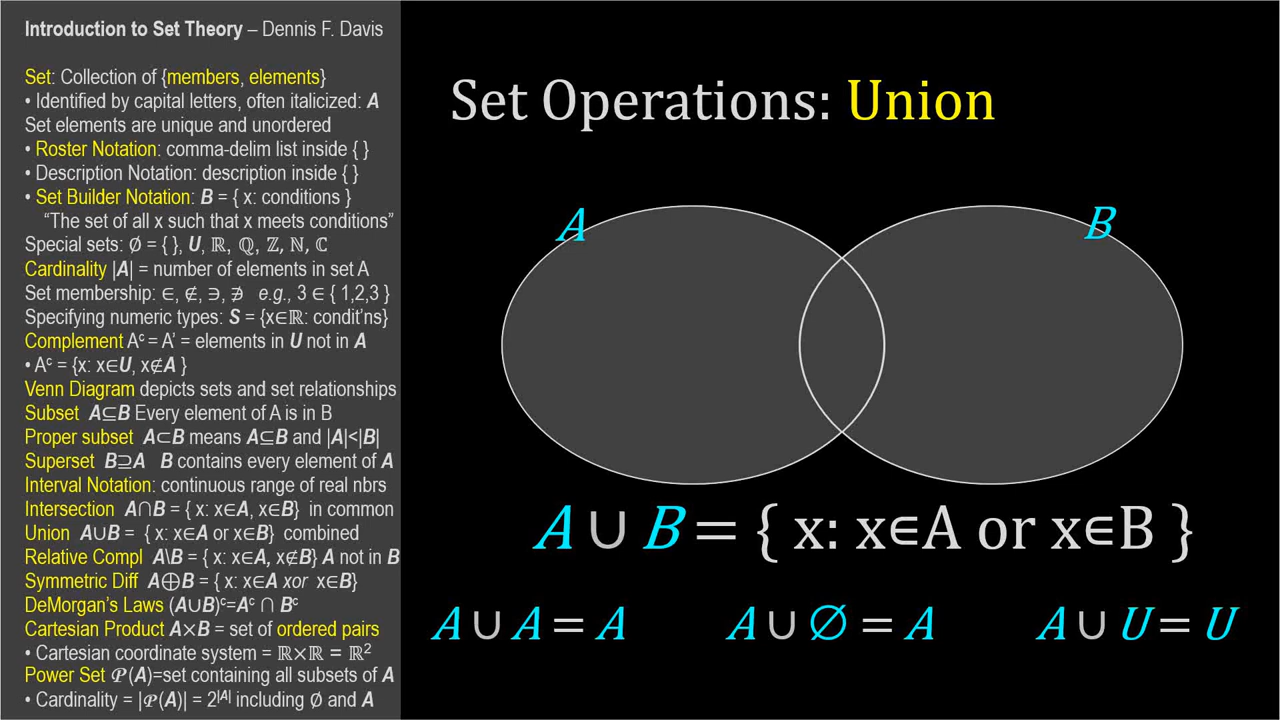 Introduction to Set Theory – Dennis F. Davis
Set: Collection of {members, elements}
• Identified by capital letters, often italicized: A
Set elements are unique and unordered
• Roster Notation: comma-delim list inside { }
• Description Notation: description inside { }
• Set Builder Notation: B = { x: conditions }
“The set of all x such that x meets conditions”
Special sets: ∅ = { }, U, ℝ, ℚ, ℤ, ℕ, ℂ
Cardinality |A| = number of elements in set A
Set membership: ∈, ∉, ∋, ∌ e.g., 3 ∈ { 1,2,3 }
Specifying numeric types: S = {x∈ℝ: condit’ns}
Complement Aᶜ = A’ = elements in U not in A
• Aᶜ = {x: x∈U, x∉A }
Venn Diagram depicts sets and set relationships
Subset A⊆B Every element of A is in B
Proper subset A⊂B means A⊆B and |A|<|B|
Superset B⊇A B contains every element of A
Interval Notation: continuous range of real nbrs
Intersection A∩B = { x: x∈A, x∈B} in common
Union A∪B = { x: x∈A or x∈B} combined
Relative Compl A\B = { x: x∈A, x∉B} A not in B
Symmetric Diff A⊕B = { x: x∈A xor x∈B}
DeMorgan’s Laws (A∪B)ᶜ=Aᶜ ∩ Bᶜ
Cartesian Product A×B = set of ordered pairs
• Cartesian coordinate system = ℝ×ℝ = ℝ²
Power Set 𝒫(A)=set containing all subsets of A
• Cardinality = |𝒫(A)| = 2^|A| including ∅ and A
Set Operations: Union
A
B
A ∪ B = { x: x∈A or x∈B }
A ∪ A = A
A ∪ ∅ = A
A ∪ U = U